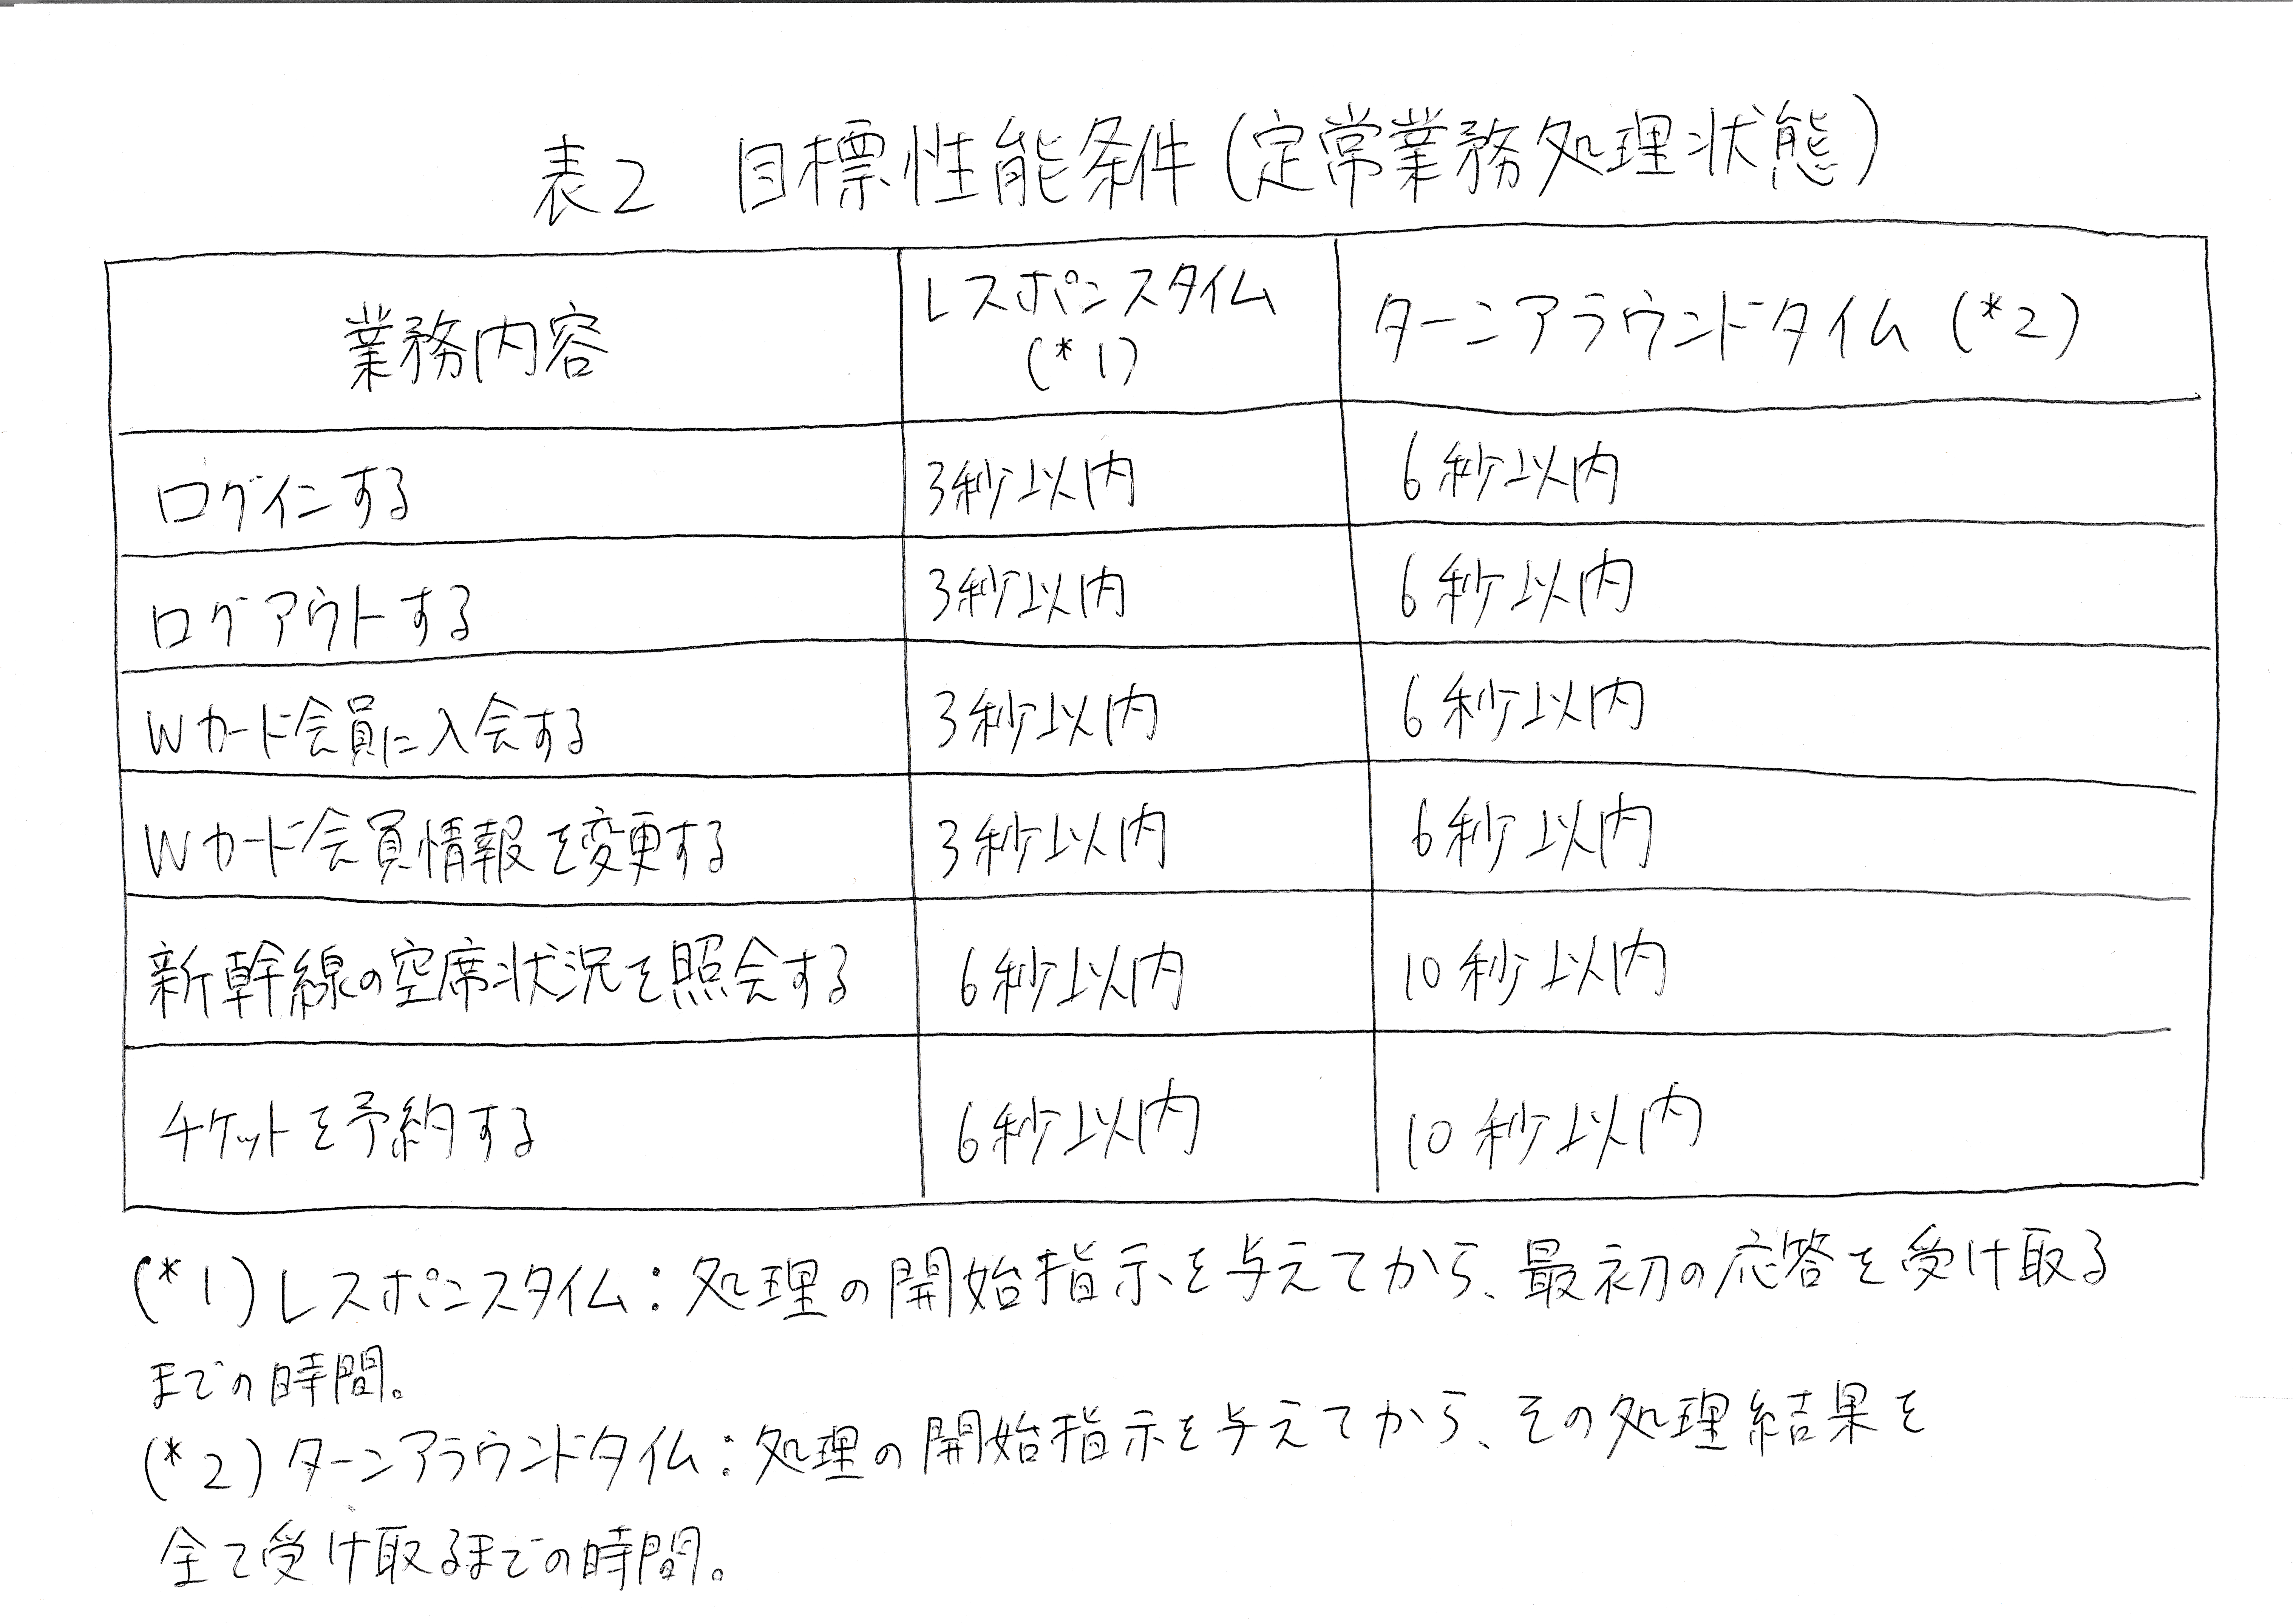 表2 目標性能条件(定常業務処理状態)
業務内容 レスポンスタイム (*1) ターンアラウンドタイム (*2)
ログインする 3秒以内 6秒以内
ログアウトする 3秒以内 6秒以内
Wカード会員に入会する 3秒以内 6秒以内
Wカード会員情報を変更する 3秒以内 6秒以内
新幹線の空席状況を照会する 6秒以内 10秒以内
チケットを予約する 6秒以内 10秒以内
(*1)レスポンスタイム:処理の開始指示を与えてから、最初の応答を受け取る
までの時間。
(*2)ターンアラウンドタイム:処理の開始指示を与えてから、その処理結果を
全て受け取るまでの時間。